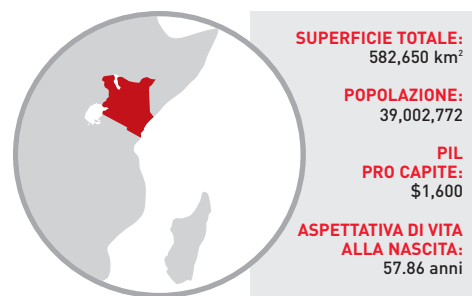 SUPERFICIE TOTALE:
582,650 km²
POPOLAZIONE:
39,002,772
PIL
PRO CAPITE:
$1,600
ASPETTATIVA DI VITA
ALLA NASCITA:
57.86 anni